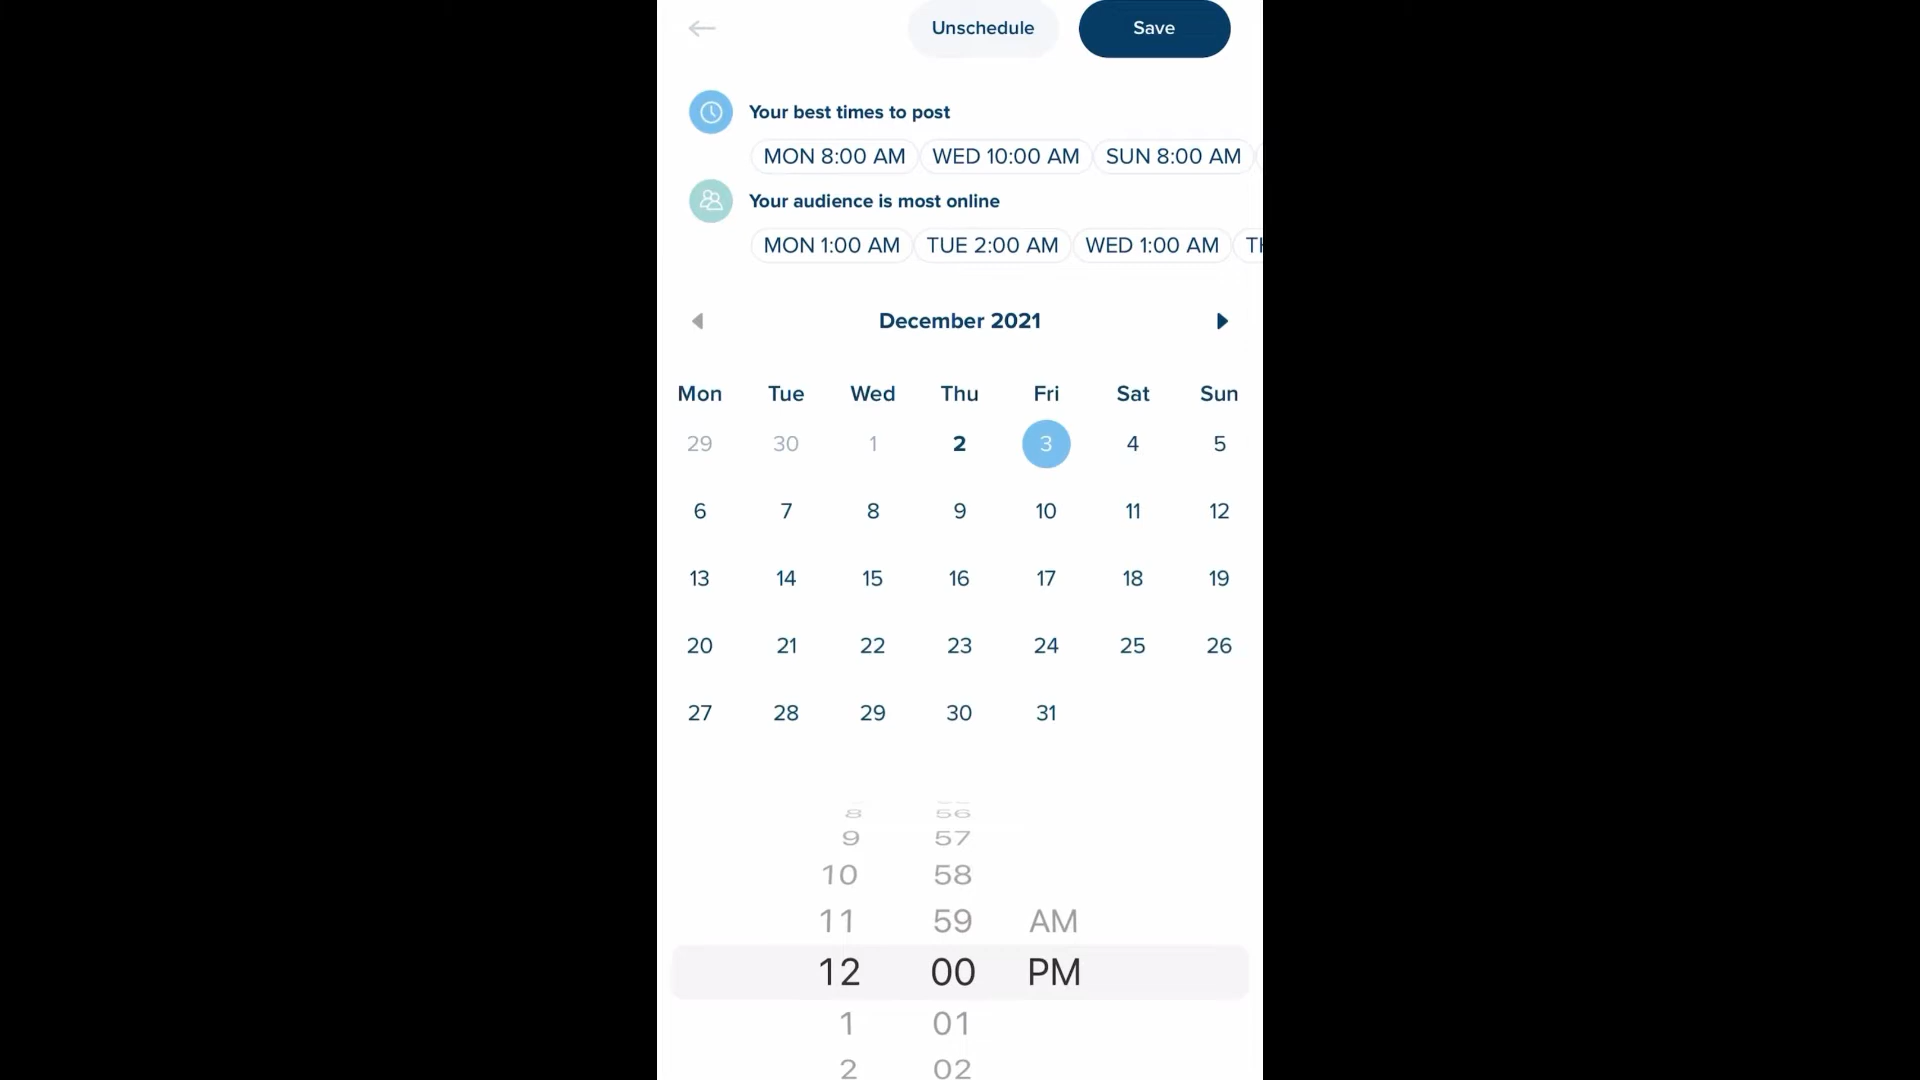 Unschedule Save
Your best times to post
MON 8:00 AM WED 10:00 AM SUN 8:00 AM
Your audience is most online
MON 1:00 AM TUE 2:00 AM WED 1:00 AM
December 2021
Mon Tue Wed Thu Fri Sat Sun
29 30 1 2 3 4 5
6 7 8 9 10 11 12
13 14 15 16 17 18 19
20 21 22 23 24 25 26
27 28 29 30 31
8 56
9 57
10 58
11 59 AM
12 00 PM
1 01
2 02